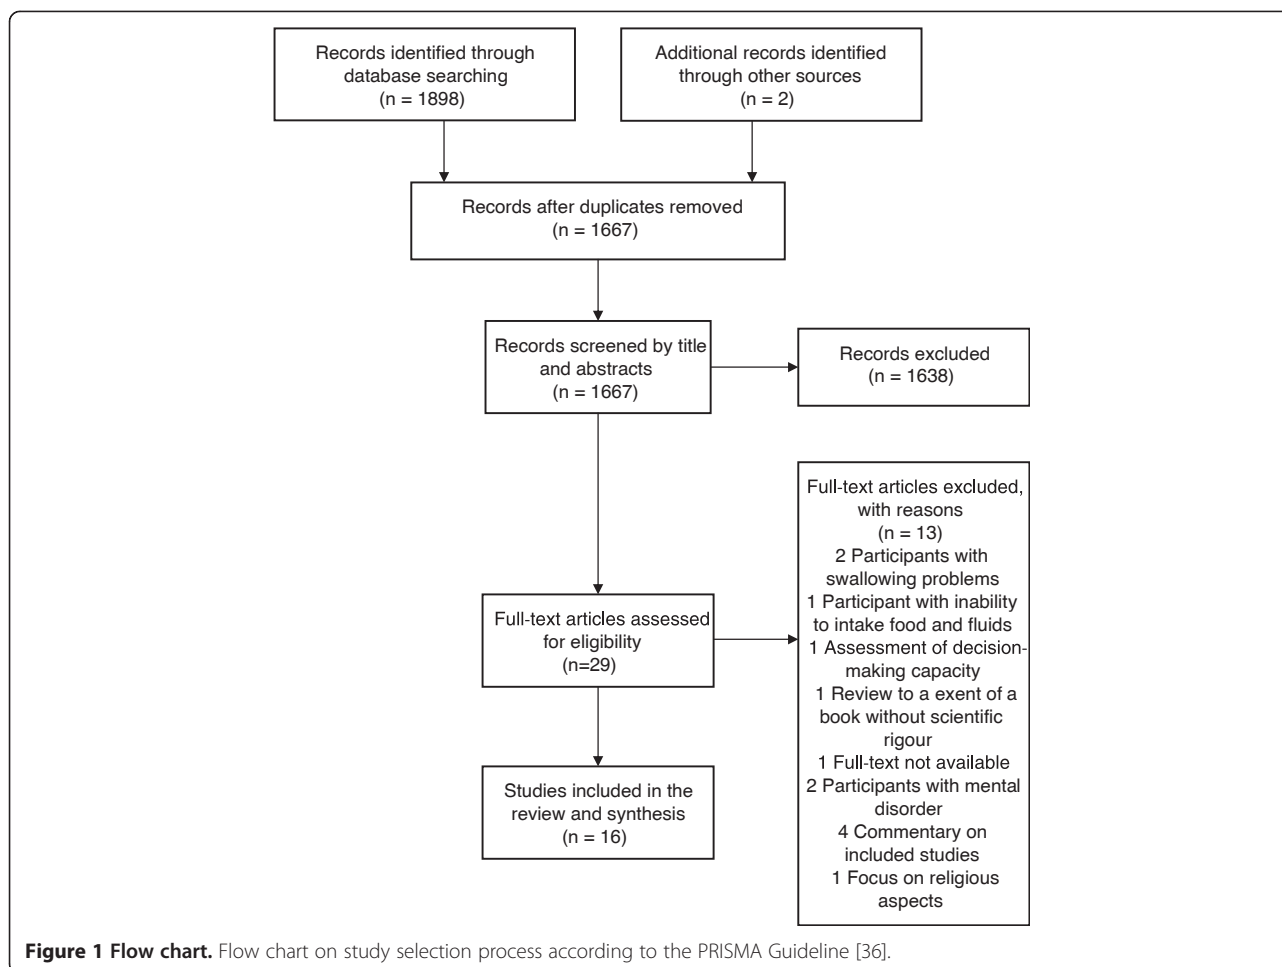 Records identified through
database searching
(n = 1898)
Additional records identified
through other sources
(n = 2)
Records after duplicates removed
(n = 1667)
Records screened by title
and abstracts
(n = 1667)
Records excluded
(n = 1638)
Full-text articles assessed
for eligibility
(n=29)
Full-text articles excluded,
with reasons
(n = 13)
2 Participants with
swallowing problems
1 Participant with inability
to intake food and fluids
1 Assessment of decision-
making capacity
1 Review to a exent of a
book without scientific
rigour
1 Full-text not available
2 Participants with mental
disorder
4 Commentary on
included studies
1 Focus on religious
aspects
Studies included in the
review and synthesis
(n = 16)
Figure 1 Flow chart. Flow chart on study selection process according to the PRISMA Guideline [36].